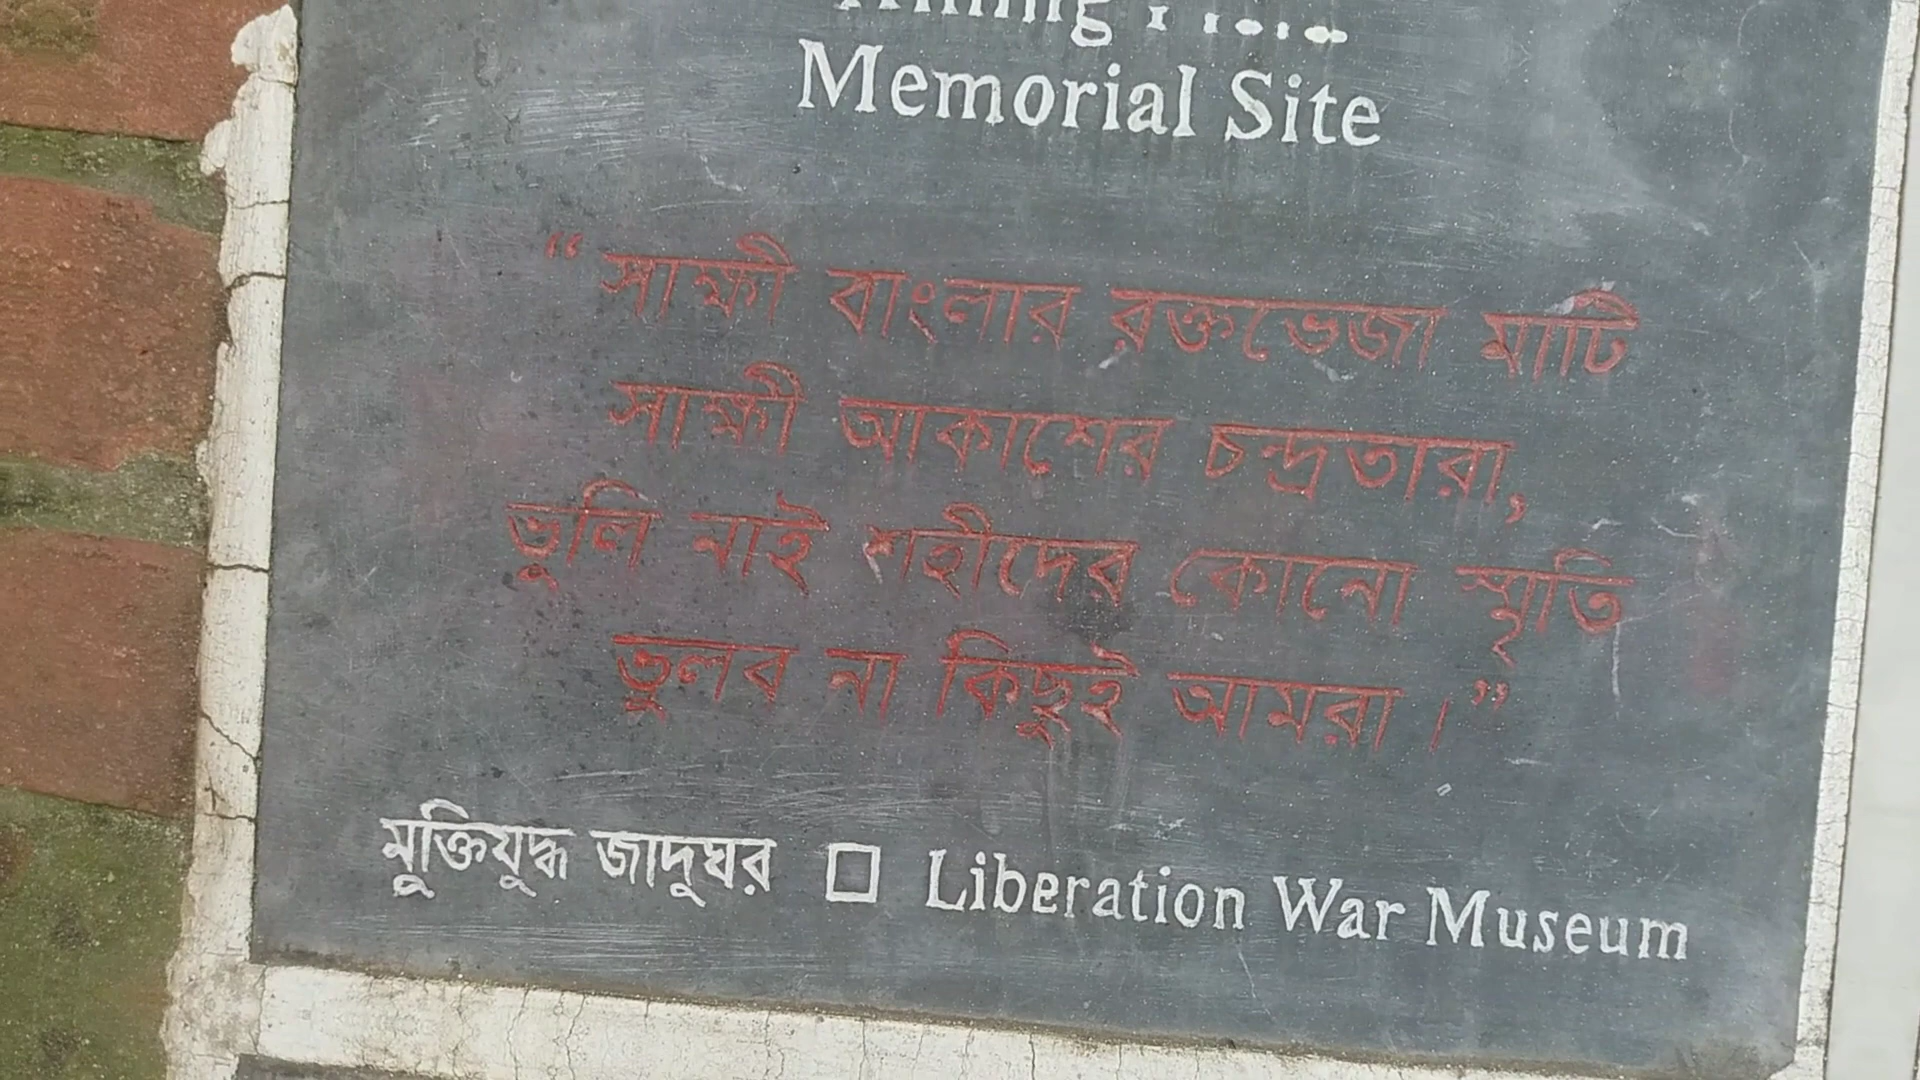 Memorial Site
“সাক্ষী বাংলার রক্তভেজা মাটি
সাক্ষী আকাশের চন্দ্রতারা,
ভুলি নাই শহীদের কোনো স্মৃতি
ভুলব না কিছুই আমরা।”
মুক্তিযুদ্ধ জাদুঘর □ Liberation War Museum